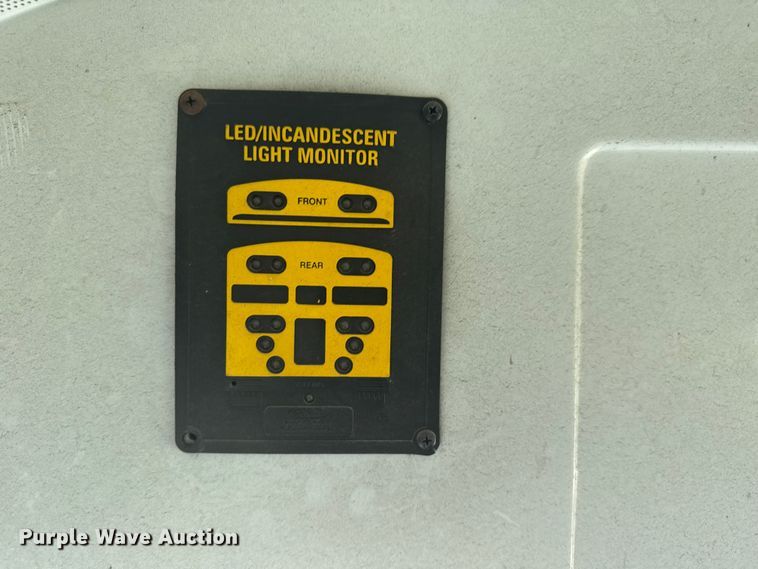 LED/INCANDESCENT
LIGHT MONITOR
FRONT
REAR
Purple Wave Auction